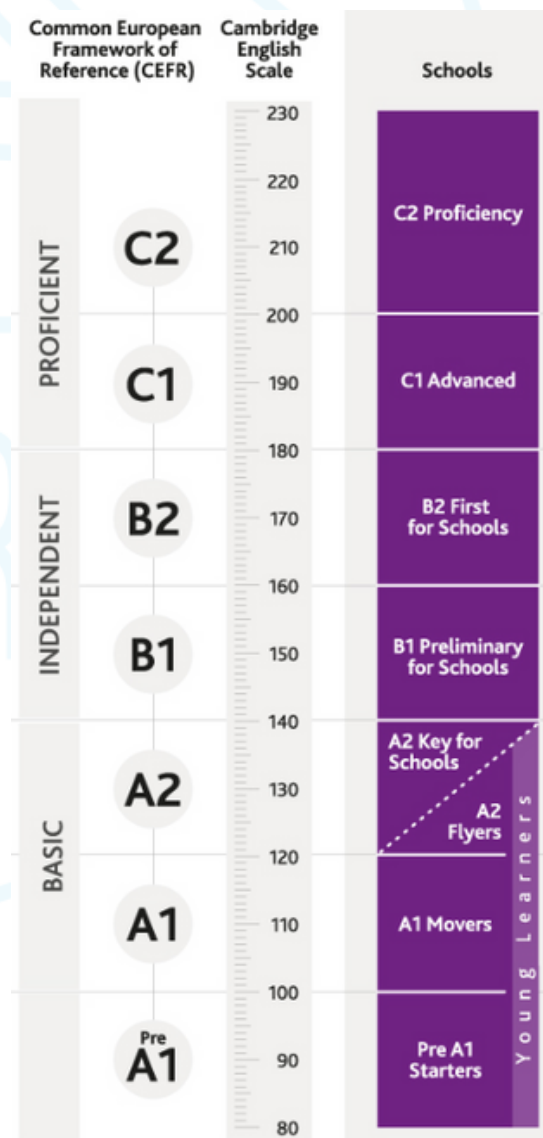 Common European
Framework of
Reference (CEFR)
Cambridge
English
Scale
Schools
PROFICIENT
INDEPENDENT
BASIC
C2
C1
B2
B1
A2
A1
Pre
A1
230
220
210
200
190
180
170
160
150
140
130
120
110
100
90
80
C2 Proficiency
C1 Advanced
B2 First
for Schools
B1 Preliminary
for Schools
A2 Key for
Schools
A2
Flyers
A1 Movers
Pre A1
Starters
Young Learners